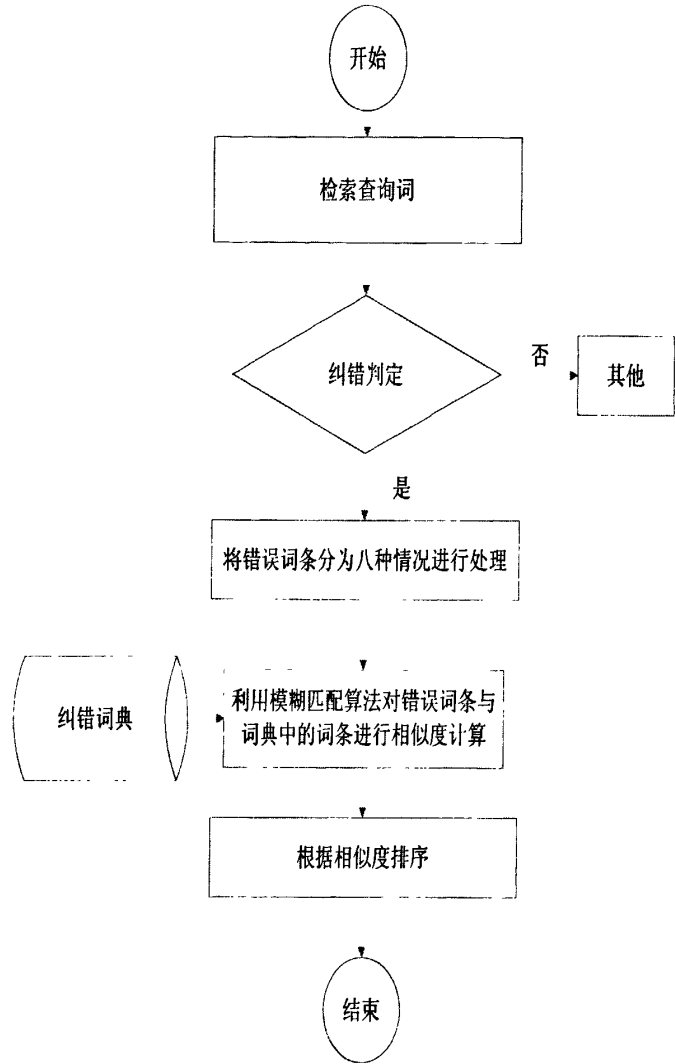 开始
检索查询词
纠错判定
否
其他
是
将错误词条分为八种情况进行处理
纠错词典
利用模糊匹配算法对错误词条与
词典中的词条进行相似度计算
根据相似度排序
结束